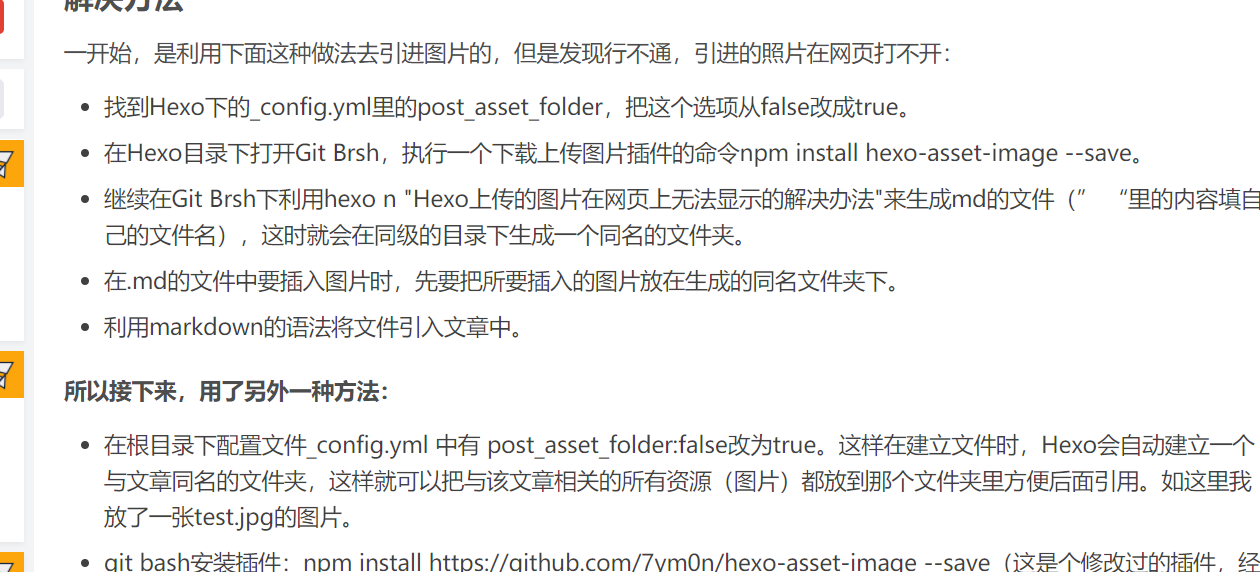 解决方法
一开始，是利用下面这种做法去引进图片的，但是发现行不通，引进的照片在网页打不开：
找到Hexo下的_config.yml里的post_asset_folder，把这个选项从false改成true。
在Hexo目录下打开Git Brsh，执行一个下载上传图片插件的命令npm install hexo-asset-image --save。
继续在Git Brsh下利用hexo n "Hexo上传的图片在网页上无法显示的解决办法"来生成md的文件（” “里的内容填自
己的文件名），这时就会在同级的目录下生成一个同名的文件夹。
在.md的文件中要插入图片时，先要把所要插入的图片放在生成的同名文件夹下。
利用markdown的语法将文件引入文章中。
所以接下来，用了另外一种方法：
在根目录下配置文件_config.yml 中有 post_asset_folder:false改为true。这样在建立文件时，Hexo会自动建立一个
与文章同名的文件夹，这样就可以把与该文章相关的所有资源（图片）都放到那个文件夹里方便后面引用。如这里我
放了一张test.jpg的图片。
git bash安装插件：npm install https://github.com/7ym0n/hexo-asset-image --save（这是个修改过的插件，经